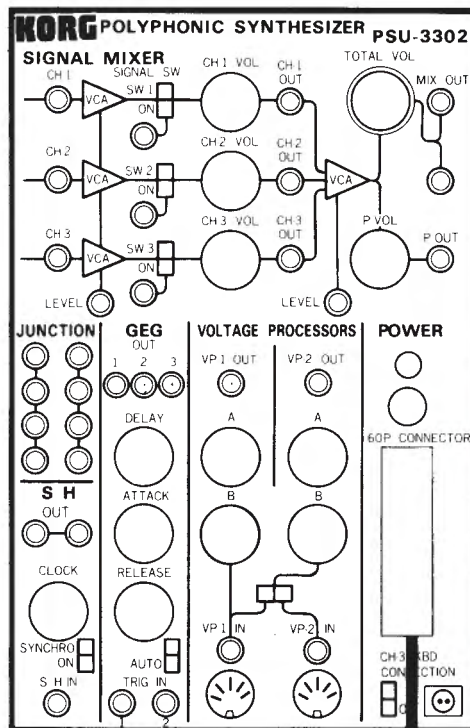 KORG POLYPHONIC SYNTHESIZER PSU-3302
SIGNAL MIXER
CH 1
SIGNAL SW
SW 1
ON
CH 1 VOL
CH-1
OUT
TOTAL VOL
MIX OUT
VCA
CH 2
SW 2
ON
CH 2 VOL
CH 2
OUT
VCA
VCA
P VOL
P OUT
CH 3
SW 3
ON
CH 3 VOL
CH-3
OUT
VCA
LEVEL
LEVEL
JUNCTION
GEG
OUT
1 2 3
VOLTAGE PROCESSORS
VP 1 OUT
VP 2 OUT
POWER
DELAY
A
A
60P CONNECTOR
S H
OUT
ATTACK
B
B
CLOCK
RELEASE
SYNCHRO
ON
AUTO
VP 1 IN
VP-2 IN
S H IN
TRIG IN
1 2
CH-3 KBD
CONNECTION